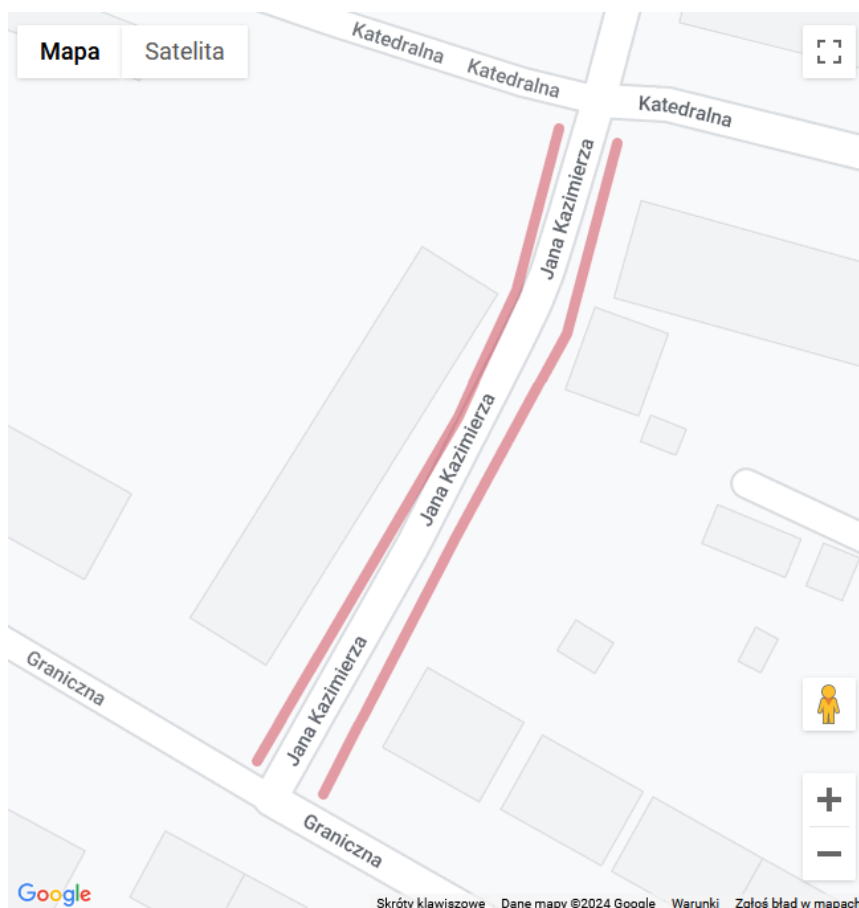 Mapa
Satelita
Katedralna
Katedralna
Katedralna
Jana Kazimierza
Jana Kazimierza
Jana Kazimierza
Graniczna
Graniczna
Google
Skróty klawiszowe Dane mapy ©2024 Google Warunki Zgłoś błąd w mapach